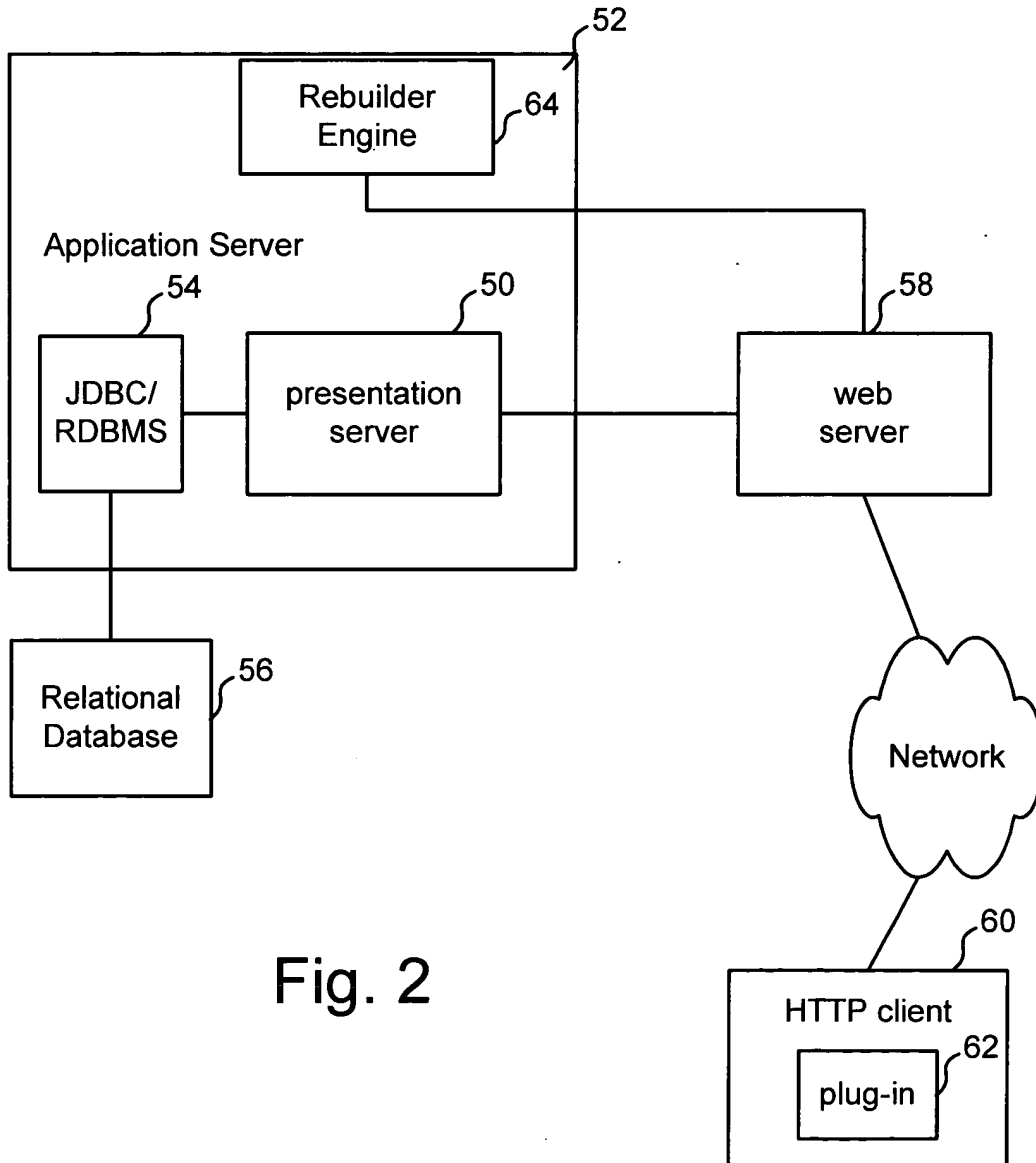 52
Rebuilder
Engine
64
Application Server
54
50
58
JDBC/
RDBMS
presentation
server
web
server
56
Relational
Database
Network
60
Fig. 2
HTTP client
62
plug-in